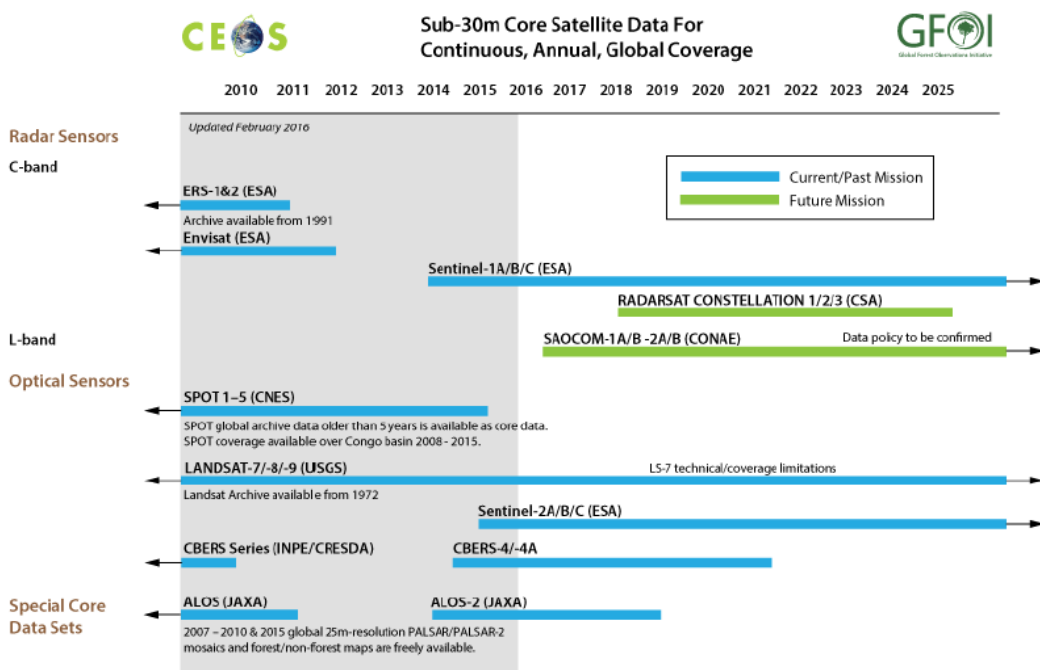 CEOS
Sub-30m Core Satellite Data For
Continuous, Annual, Global Coverage
GFOI
Global Forest Observations Initiative
2010 2011 2012 2013 2014 2015 2016 2017 2018 2019 2020 2021 2022 2023 2024 2025
Updated February 2016
Radar Sensors
C-band
Current/Past Mission
Future Mission
ERS-1&2 (ESA)
Archive available from 1991
Envisat (ESA)
Sentinel-1A/B/C (ESA)
RADARSAT CONSTELLATION 1/2/3 (CSA)
L-band
SAOCOM-1A/B -2A/B (CONAE)
Data policy to be confirmed
Optical Sensors
SPOT 1–5 (CNES)
SPOT global archive data older than 5 years is available as core data.
SPOT coverage available over Congo basin 2008 - 2015.
LANDSAT-7/-8/-9 (USGS)
LS-7 technical/coverage limitations
Landsat Archive available from 1972
Sentinel-2A/B/C (ESA)
CBERS Series (INPE/CRESDA)
CBERS-4/-4A
Special Core
Data Sets
ALOS (JAXA)
ALOS-2 (JAXA)
2007 – 2010 & 2015 global 25m-resolution PALSAR/PALSAR-2
mosaics and forest/non-forest maps are freely available.